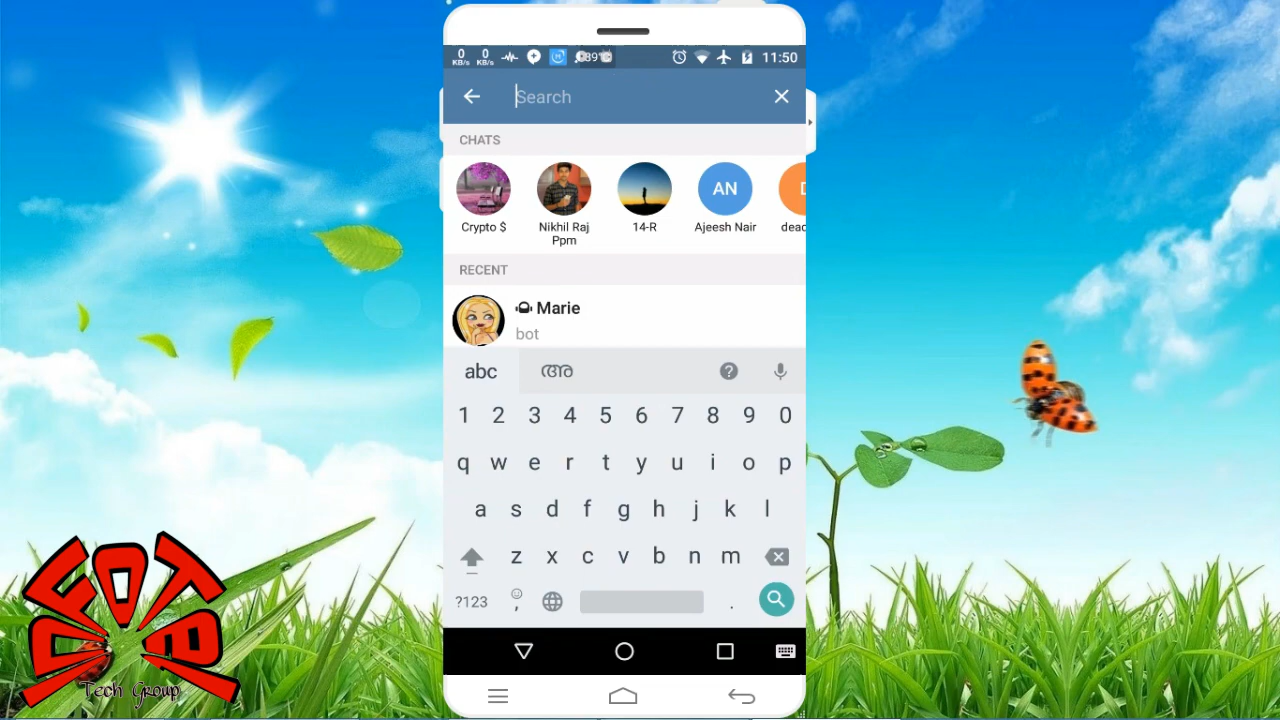 0 KB/s 0 KB/s 11:50
Search
CHATS
Crypto $
Nikhil Raj Ppm
14-R
AN
Ajeesh Nair
RECENT
Marie
bot
abc അ
1 2 3 4 5 6 7 8 9 0
q w e r t y u i o p
a s d f g h j k l
z x c v b n m
?123 , .
Tech Group